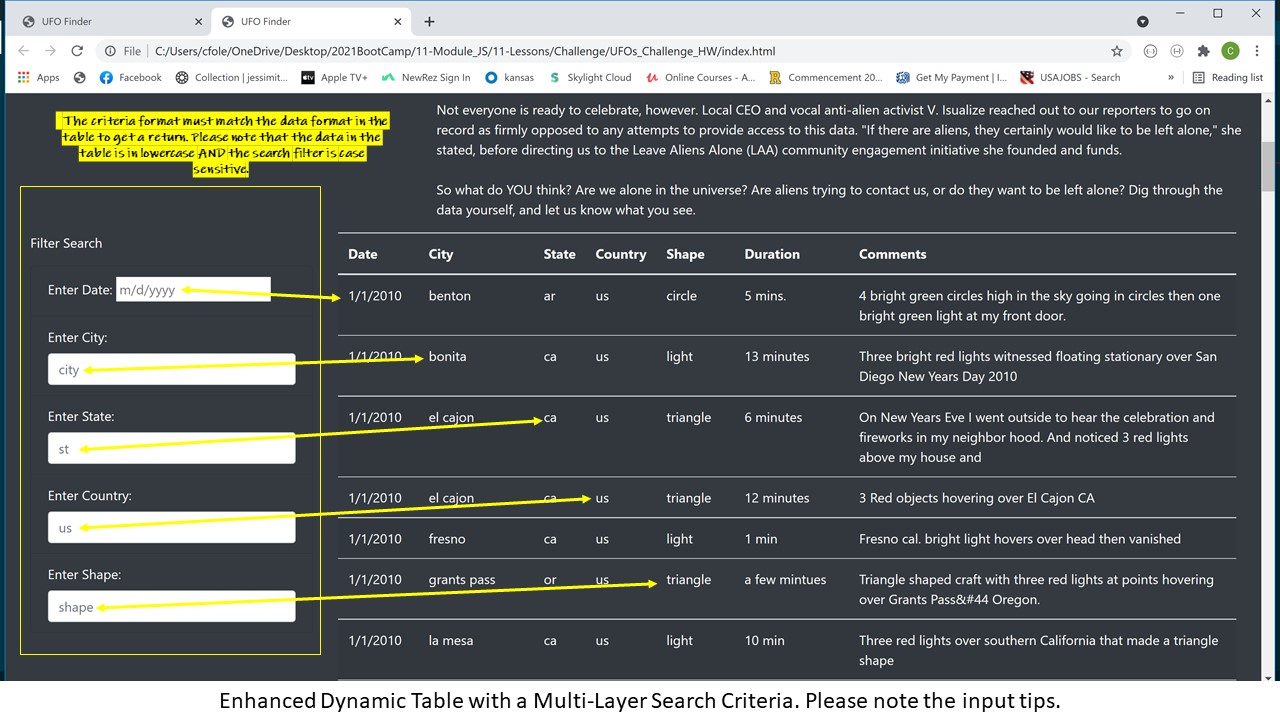 UFO Finder
UFO Finder
File C:/Users/cfole/OneDrive/Desktop/2021BootCamp/11-Module_JS/11-Lessons/Challenge/UFOs_Challenge_HW/index.html
C
Apps Facebook Collection | jessimit... Apple TV+ NewRez Sign In kansas Skylight Cloud Online Courses - A... Commencement 20... Get My Payment | I... USAJOBS - Search » Reading list
The criteria format must match the data format in the
table to get a return. Please note that the data in the
table is in lowercase AND the search filter is case
sensitive.
Not everyone is ready to celebrate, however. Local CEO and vocal anti-alien activist V. Isualize reached out to our reporters to go on
record as firmly opposed to any attempts to provide access to this data. "If there are aliens, they certainly would like to be left alone," she
stated, before directing us to the Leave Aliens Alone (LAA) community engagement initiative she founded and funds.
So what do YOU think? Are we alone in the universe? Are aliens trying to contact us, or do they want to be left alone? Dig through the
data yourself, and let us know what you see.
Filter Search
Enter Date: m/d/yyyy
Enter City:
city
Enter State:
st
Enter Country:
us
Enter Shape:
shape
Date City State Country Shape Duration Comments
1/1/2010 benton ar us circle 5 mins. 4 bright green circles high in the sky going in circles then one
bright green light at my front door.
1/1/2010 bonita ca us light 13 minutes Three bright red lights witnessed floating stationary over San
Diego New Years Day 2010
1/1/2010 el cajon ca us triangle 6 minutes On New Years Eve I went outside to hear the celebration and
fireworks in my neighbor hood. And noticed 3 red lights
above my house and
1/1/2010 el cajon ca us triangle 12 minutes 3 Red objects hovering over El Cajon CA
1/1/2010 fresno ca us light 1 min Fresno cal. bright light hovers over head then vanished
1/1/2010 grants pass or us triangle a few mintues Triangle shaped craft with three red lights at points hovering
over Grants Pass&#44 Oregon.
1/1/2010 la mesa ca us light 10 min Three red lights over southern California that made a triangle
shape
Enhanced Dynamic Table with a Multi-Layer Search Criteria. Please note the input tips.